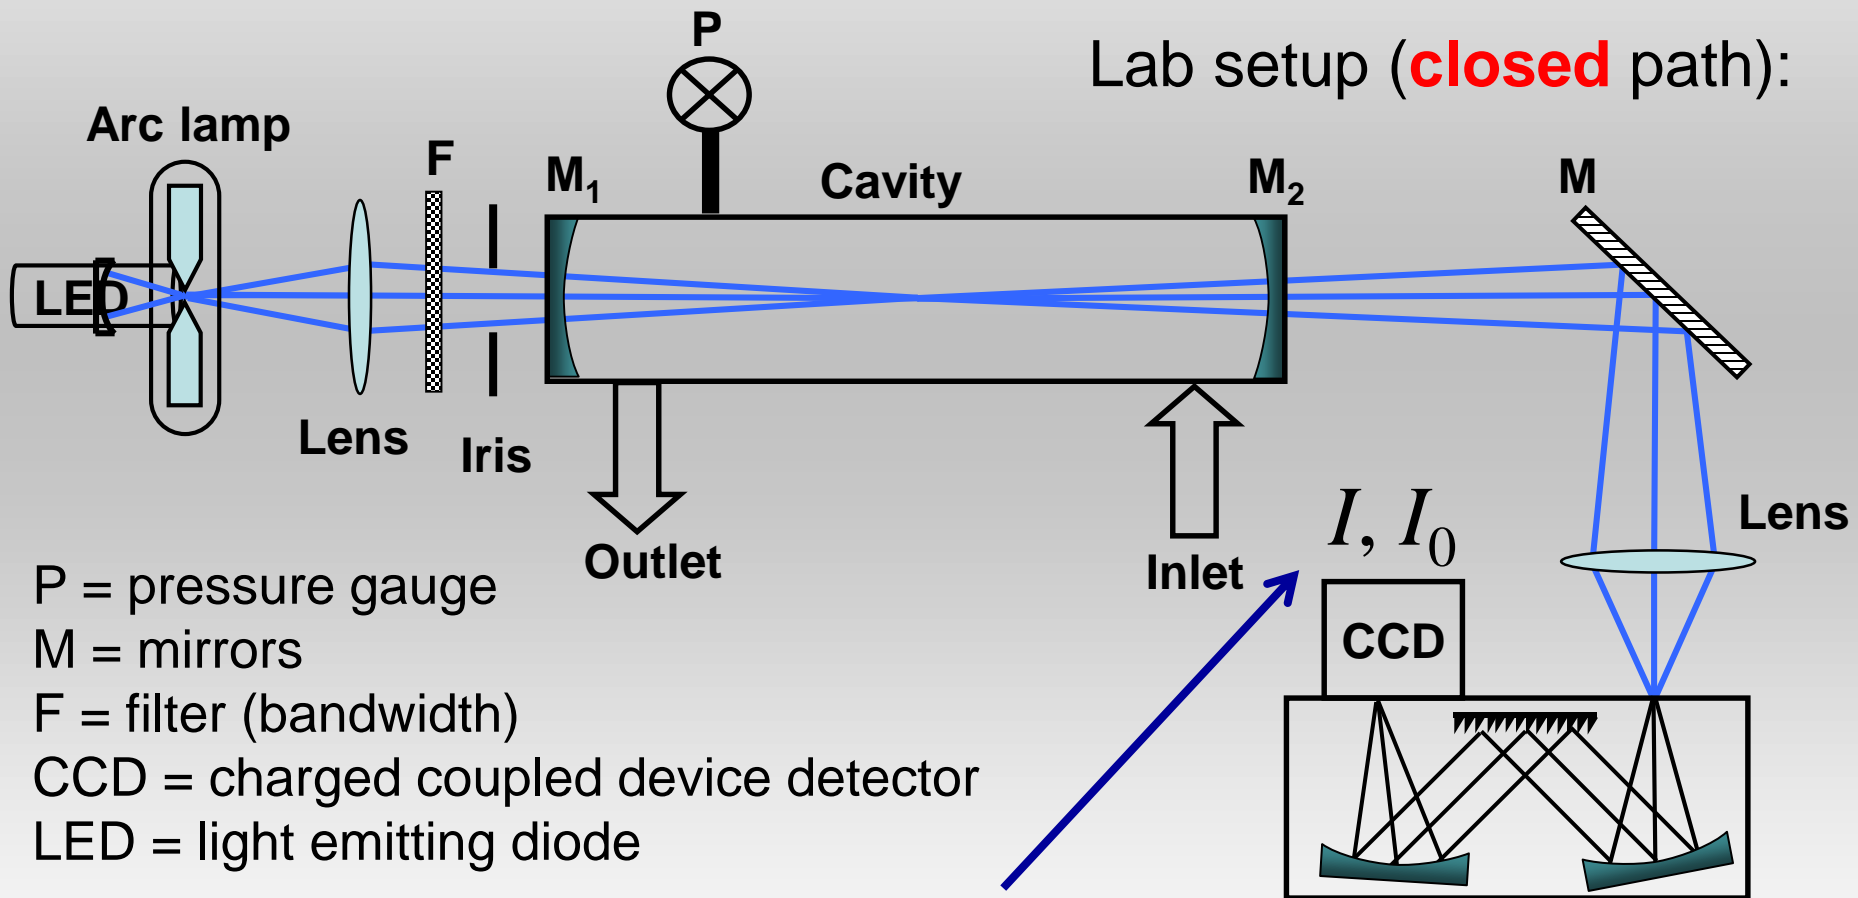 P
Lab setup (closed path):
Arc lamp
F
M₁
Cavity
M₂
M
LED
Lens
Iris
Outlet
Inlet
I, I₀
Lens
CCD
P = pressure gauge
M = mirrors
F = filter (bandwidth)
CCD = charged coupled device detector
LED = light emitting diode